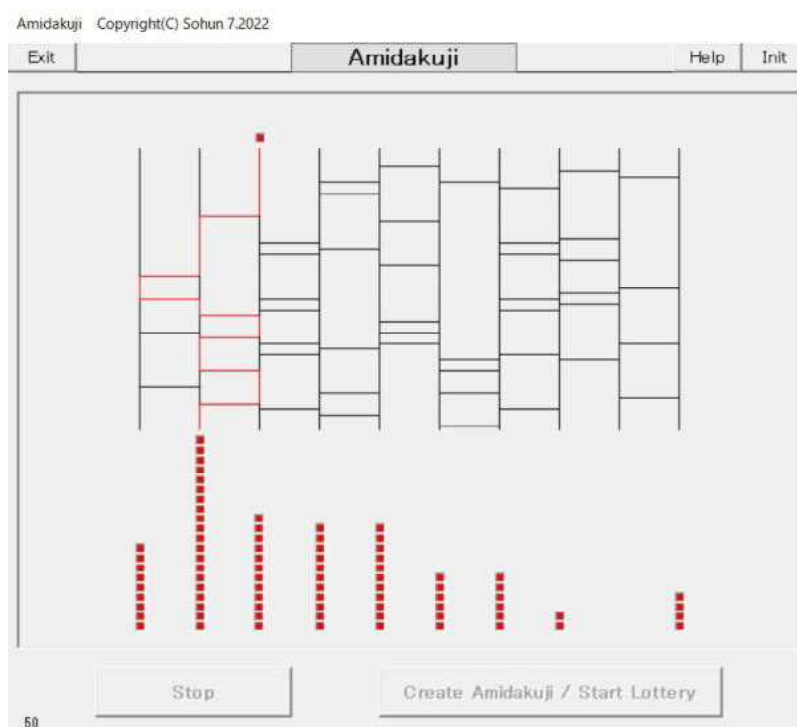 Amidakuji Copyright(C) Sohun 7.2022
Exit Amidakuji Help Init
Stop Create Amidakuji / Start Lottery
50